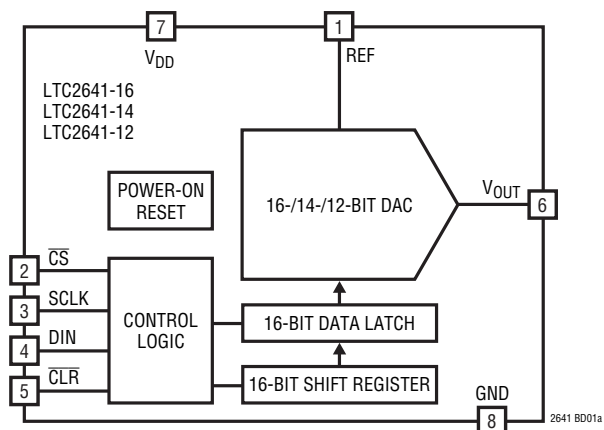 7
1
V_DD
REF
LTC2641-16
LTC2641-14
LTC2641-12
POWER-ON
RESET
16-/14-/12-BIT DAC
V_OUT
6
2
C̅S̅
3
SCLK
4
DIN
5
C̅L̅R̅
CONTROL
LOGIC
16-BIT DATA LATCH
16-BIT SHIFT REGISTER
GND
8
2641 BD01a